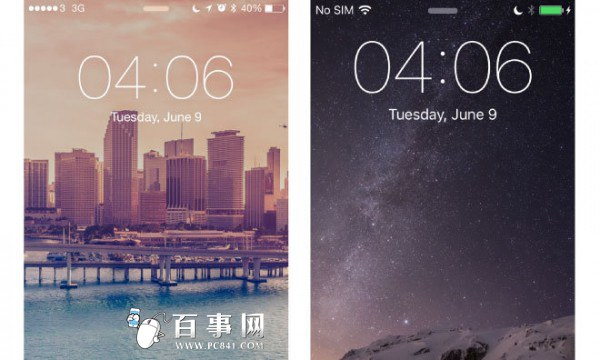 3 3G 40%
04:06
Tuesday, June 9
百事网
WWW.PC841.COM
No SIM
04:06
Tuesday, June 9